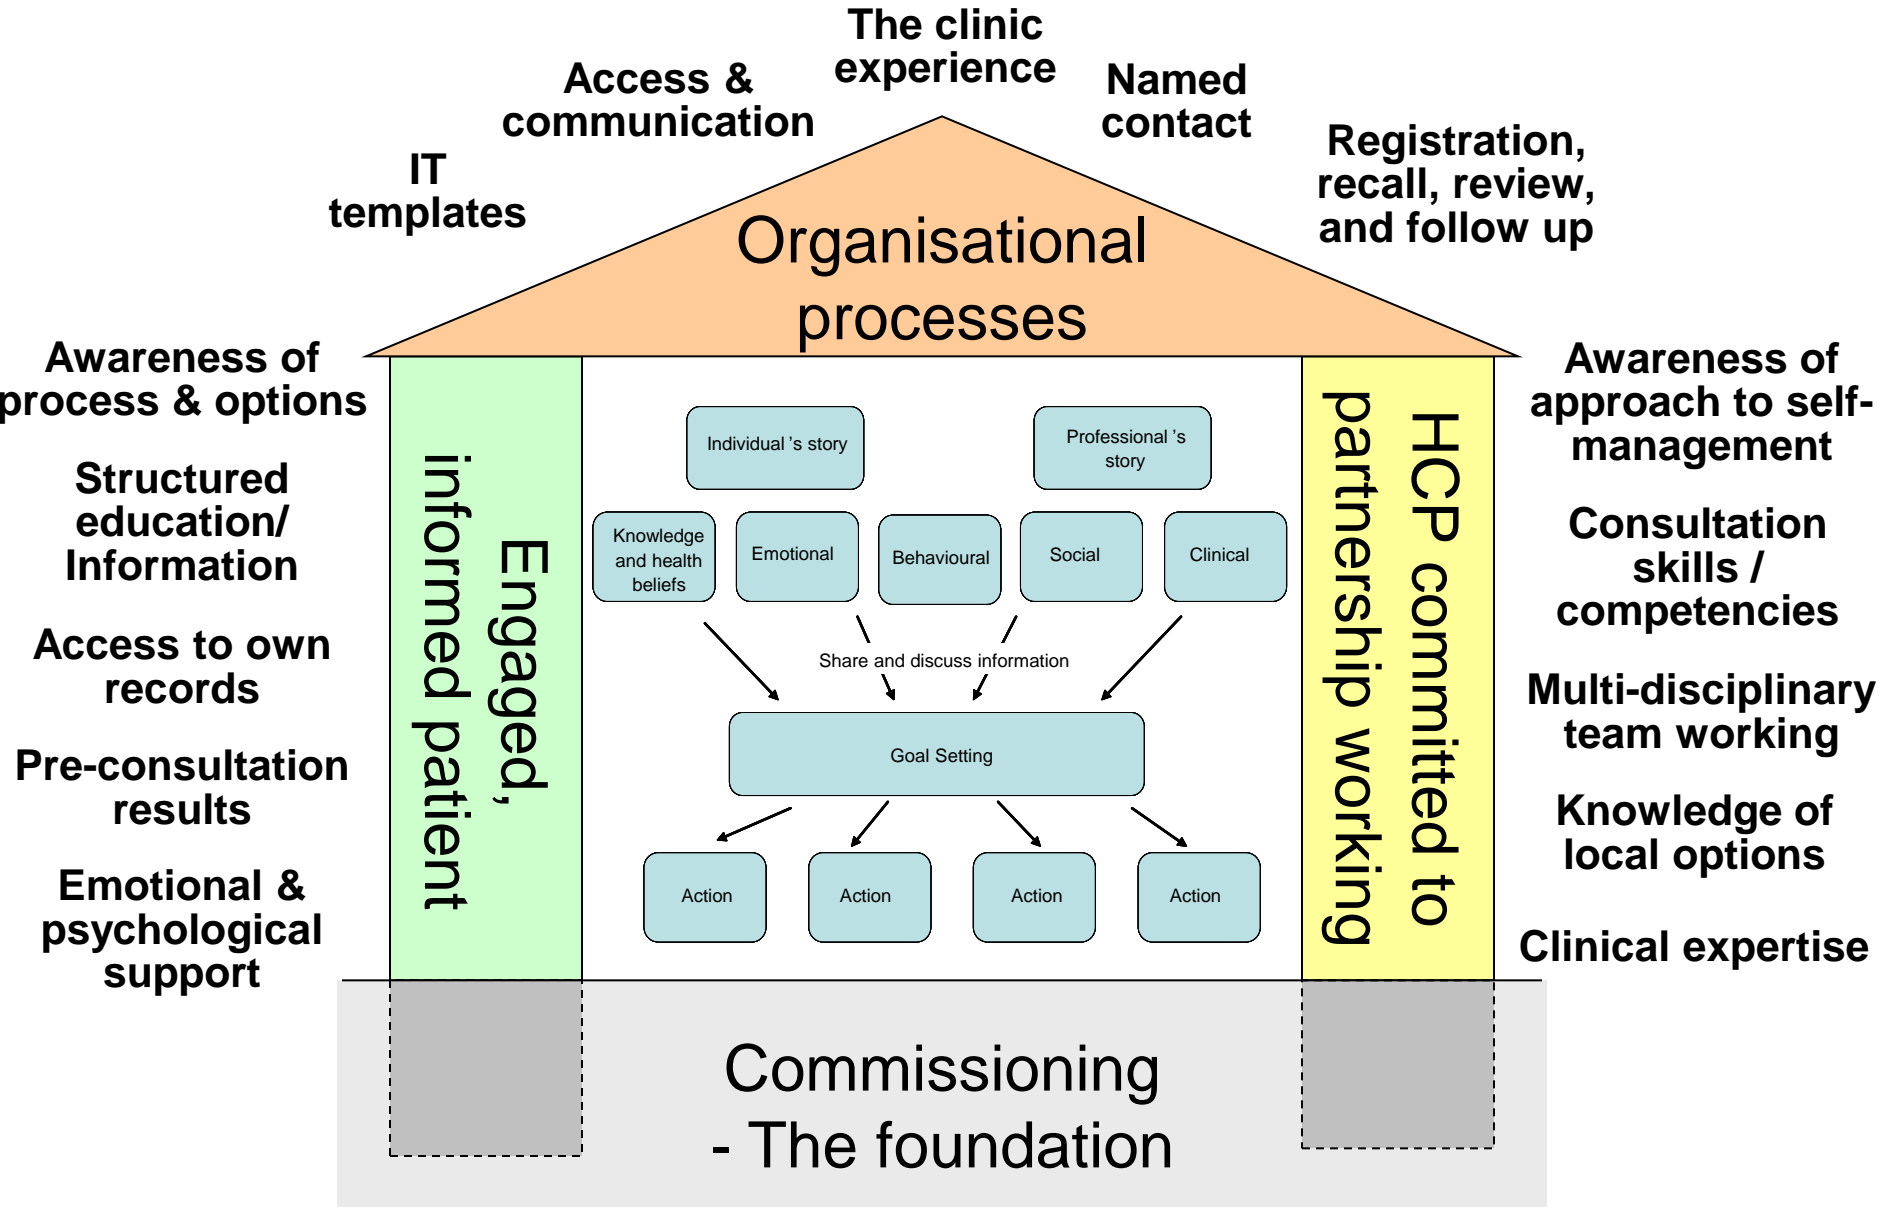 The clinic
experience
Access &
communication
Named
contact
IT
templates
Registration,
recall, review,
and follow up
Organisational
processes
Awareness of
process & options
Structured
education/
Information
Access to own
records
Pre-consultation
results
Emotional &
psychological
support
Engaged,
informed patient
Individual 's story
Professional 's
story
Knowledge
and health
beliefs
Emotional
Behavioural
Social
Clinical
Share and discuss information
Goal Setting
Action
Action
Action
Action
HCP committed to
partnership working
Awareness of
approach to self-
management
Consultation
skills /
competencies
Multi-disciplinary
team working
Knowledge of
local options
Clinical expertise
Commissioning
- The foundation